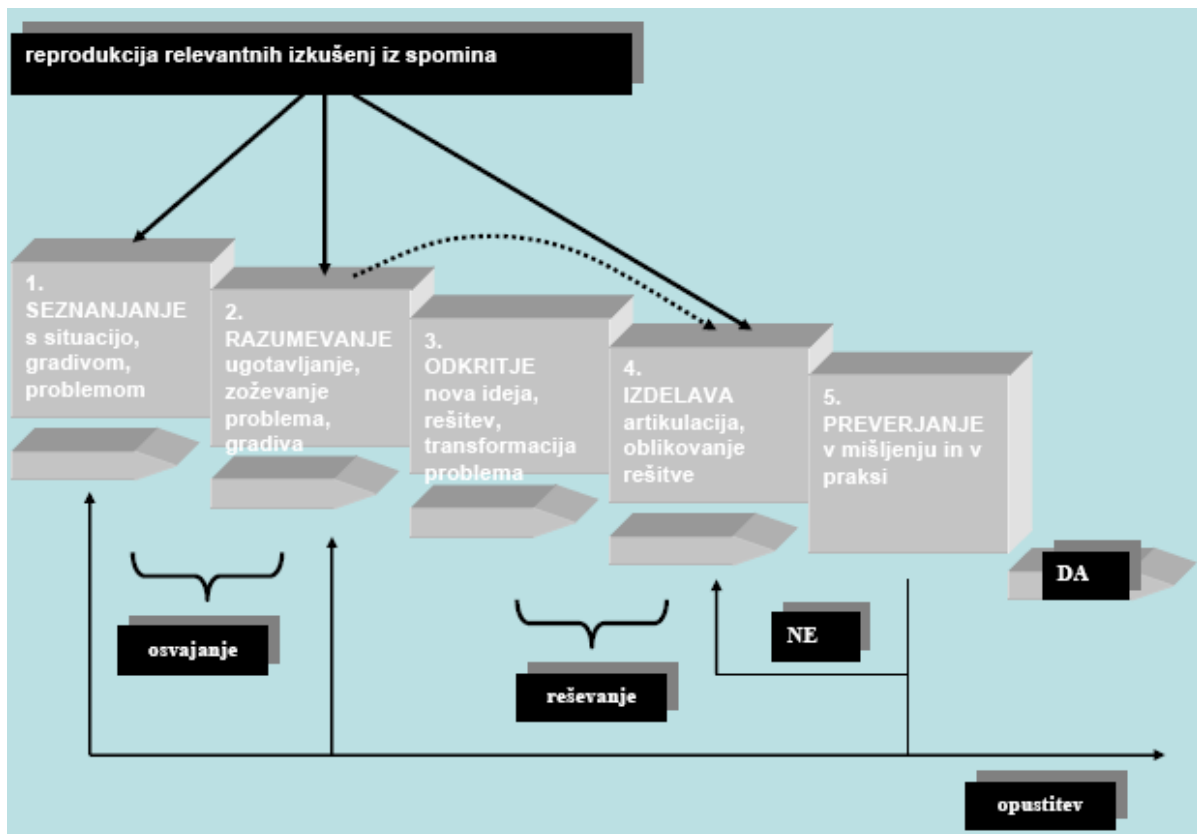 reprodukcija relevantnih izkušenj iz spomina
1.
SEZNANJANJE
s situacijo,
gradivom,
problemom
2.
RAZUMEVANJE
ugotavljanje,
zoževanje
problema,
gradiva
3.
ODKRITJE
nova ideja,
rešitev,
transformacija
problema
4.
IZDELAVA
artikulacija,
oblikovanje
rešitve
5.
PREVERJANJE
v mišljenju in v
praksi
DA
NE
osvajanje
reševanje
opustitev